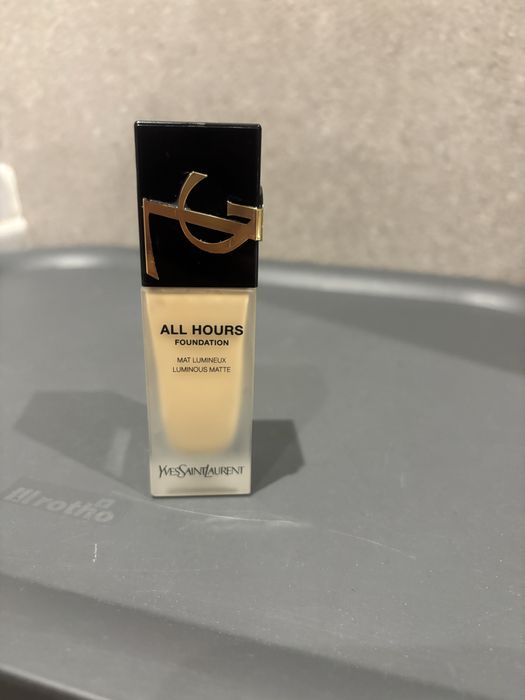 ALL HOURS
FOUNDATION
MAT LUMINEUX
LUMINOUS MATTE
YVESSAINTLAURENT
rotho